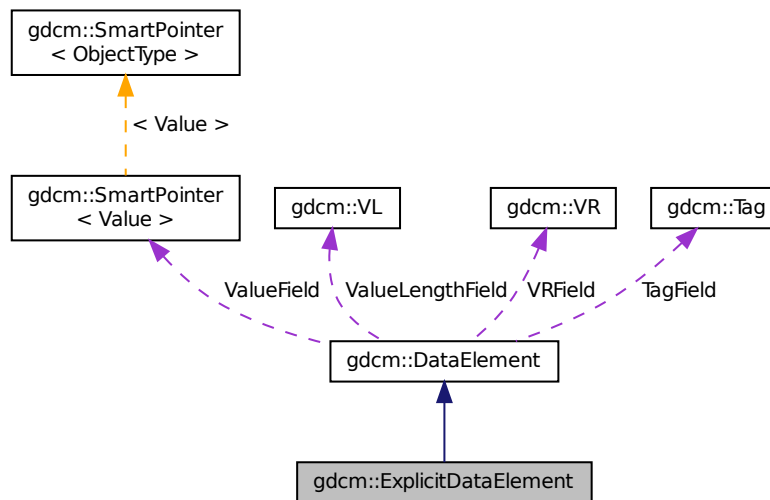 gdcm::SmartPointer
< ObjectType >
< Value >
gdcm::SmartPointer
< Value >
gdcm::VL
gdcm::VR
gdcm::Tag
ValueField
ValueLengthField
VRField
TagField
gdcm::DataElement
gdcm::ExplicitDataElement